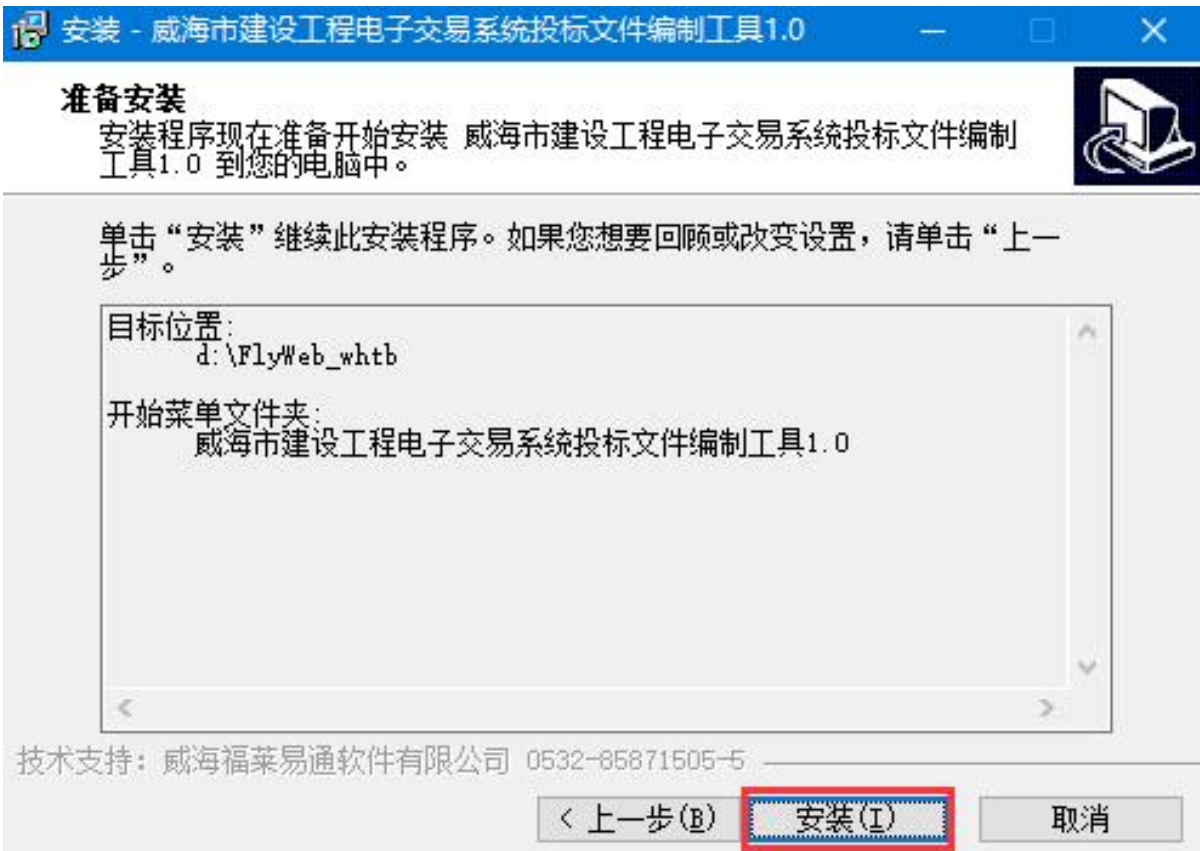 安装 - 威海市建设工程电子交易系统投标文件编制工具1.0
准备安装
安装程序现在准备开始安装 威海市建设工程电子交易系统投标文件编制
工具1.0 到您的电脑中。
单击“安装”继续此安装程序。如果您想要回顾或改变设置，请单击“上一
步”。
目标位置:
d:\FlyWeb_whtb
开始菜单文件夹:
威海市建设工程电子交易系统投标文件编制工具1.0
技术支持: 威海福莱易通软件有限公司 0532-85871505-5
< 上一步(B) 安装(I) 取消